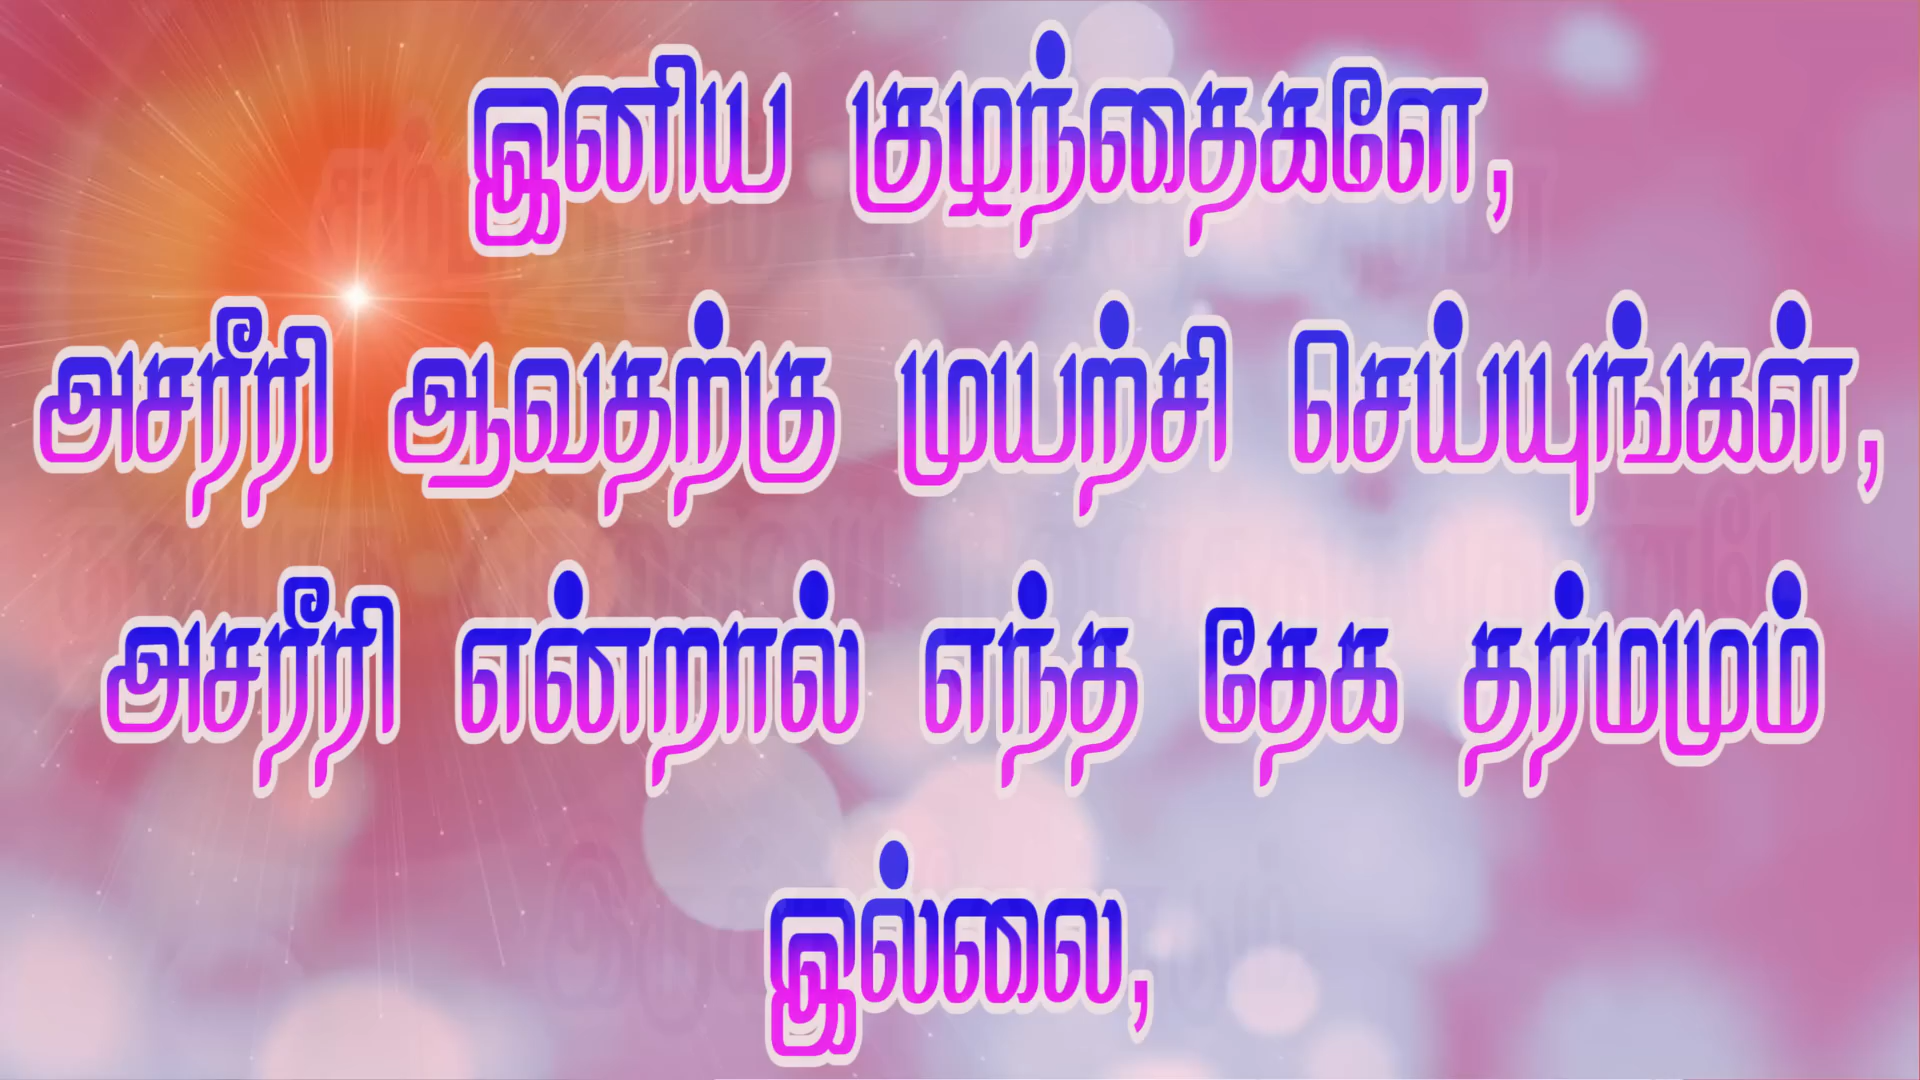 இனிய குழந்தைகளே,
அசரீரி ஆவதற்கு முயற்சி செய்யுங்கள்,
அசரீரி என்றால் எந்த தேக தர்மமும்
இல்லை,